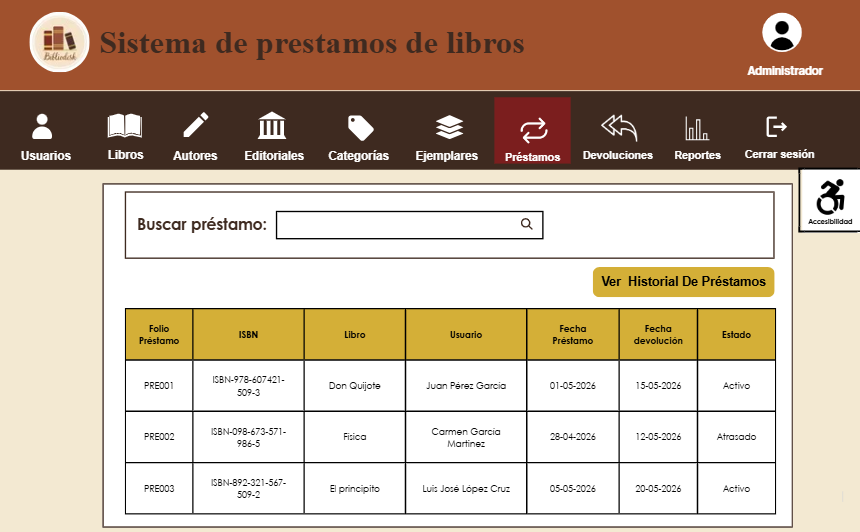 Bibliodesk
Sistema de prestamos de libros
Administrador
Usuarios
Libros
Autores
Editoriales
Categorías
Ejemplares
Préstamos
Devoluciones
Reportes
Cerrar sesión
Accesibilidad
Buscar préstamo:
Ver Historial De Préstamos
Folio
Préstamo
ISBN
Libro
Usuario
Fecha
Préstamo
Fecha
devolución
Estado
PRE001
ISBN-978-607421-
509-3
Don Quijote
Juan Pérez García
01-05-2026
15-05-2026
Activo
PRE002
ISBN-098-673-571-
986-5
Física
Carmen García
Martínez
28-04-2026
12-05-2026
Atrasado
PRE003
ISBN-892-321-567-
509-2
El principito
Luis José López Cruz
05-05-2026
20-05-2026
Activo